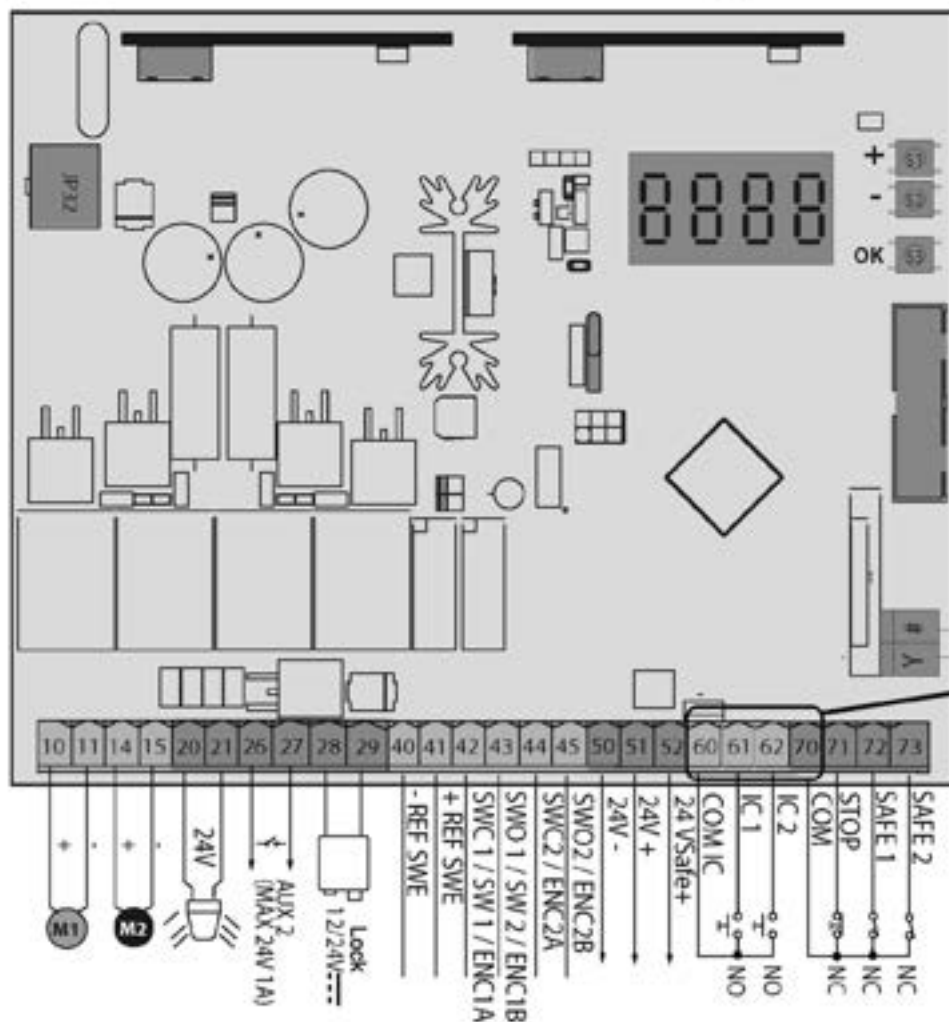 JP32
+
S1
-
S2
OK
S3
8888
#
Y
10 11 14 15 20 21 26 27 28 29 40 41 42 43 44 45 50 51 52 60 61 62 70 71 72 73
+ - + -
M1
M2
24V
AUX 2
(MAX 24V 1A)
12/24V
Lock
- REF SWE
+ REF SWE
SWC 1 / SW 1 / ENC1A
SWO 1 / SW 2 / ENC1B
SWC2 / ENC2A
SWO2 / ENC2B
24V -
24V +
24 VSafe+
COM IC
IC 1
IC 2
COM
STOP
SAFE 1
SAFE 2
NO
NO
NC
NC
NC